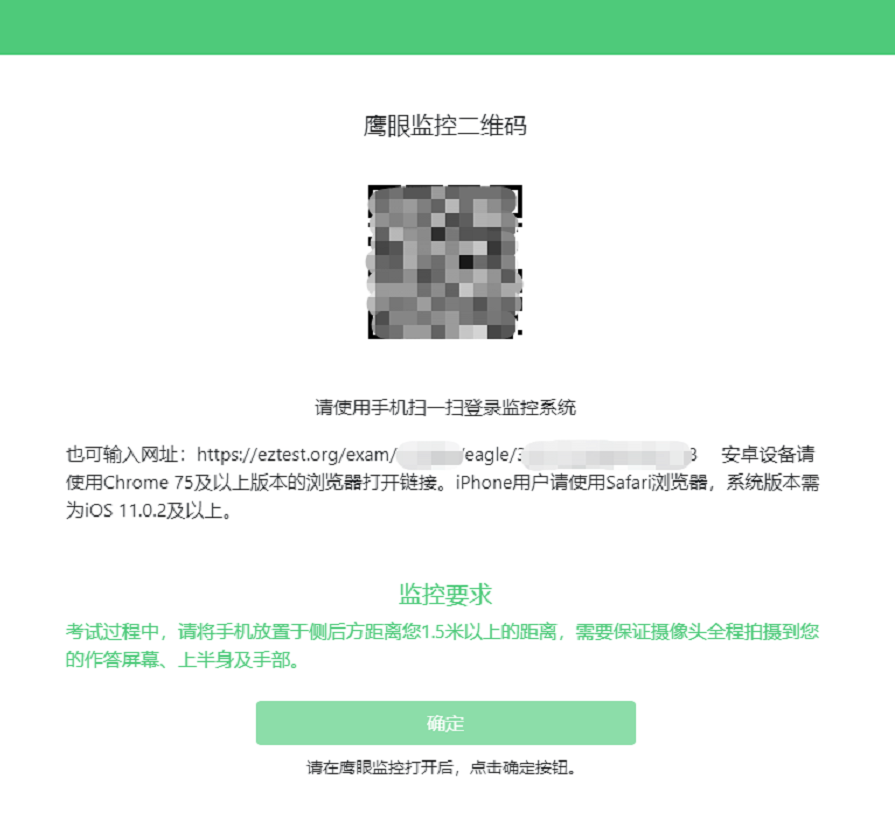 鹰眼监控二维码
请使用手机扫一扫登录监控系统
也可输入网址：https://eztest.org/exam/ /eagle/3 3 安卓设备请
使用Chrome 75及以上版本的浏览器打开链接。iPhone用户请使用Safari浏览器，系统版本需
为iOS 11.0.2及以上。
监控要求
考试过程中，请将手机放置于侧后方距离您1.5米以上的距离，需要保证摄像头全程拍摄到您
的作答屏幕、上半身及手部。
确定
请在鹰眼监控打开后，点击确定按钮。